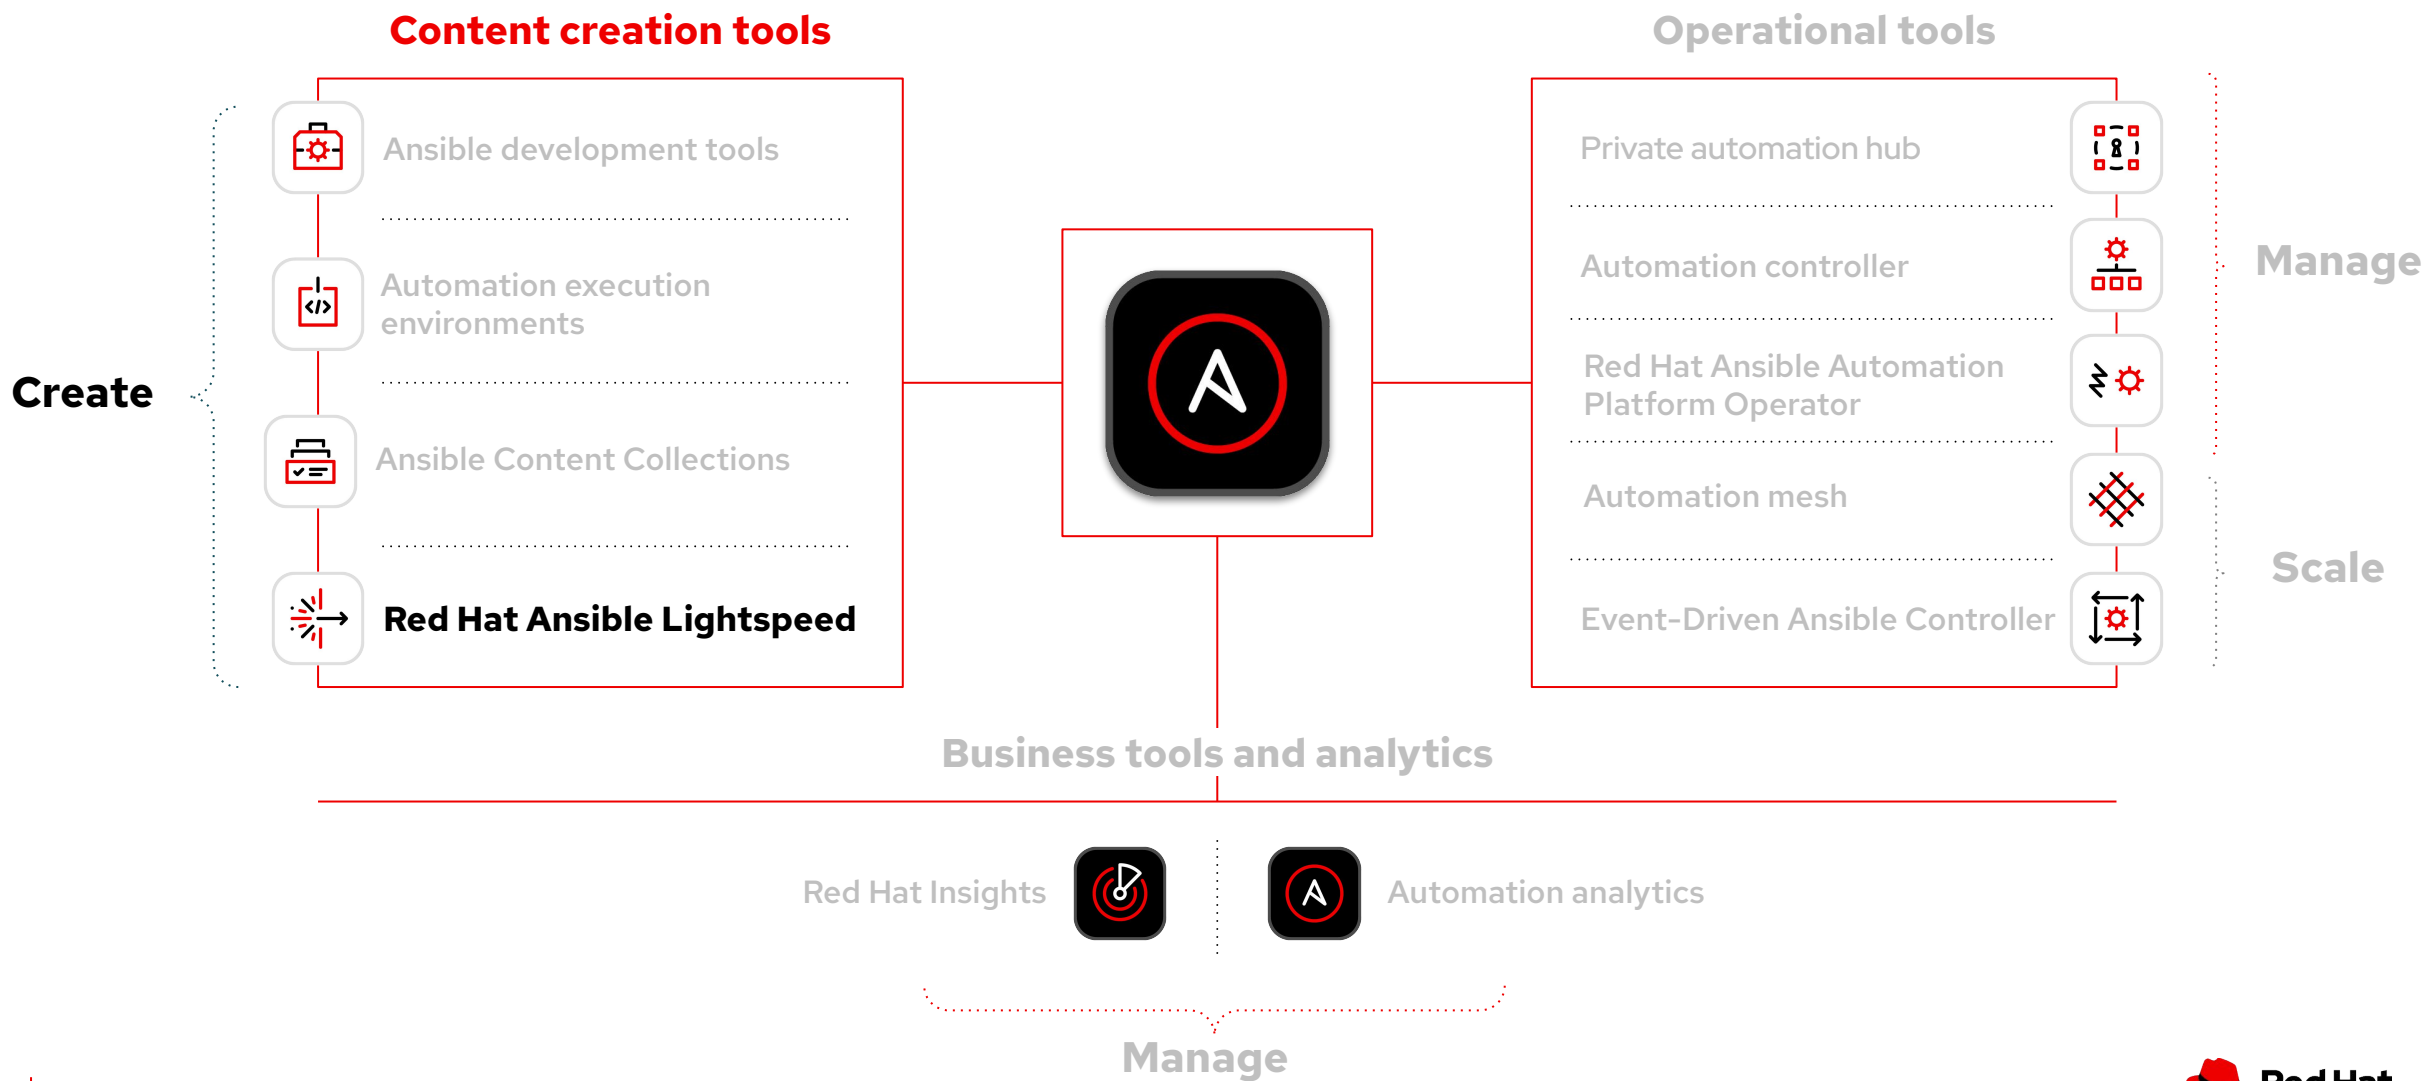 Content creation tools
Create
Ansible development tools
Automation execution
environments
Ansible Content Collections
Red Hat Ansible Lightspeed
Operational tools
Private automation hub
Automation controller
Red Hat Ansible Automation
Platform Operator
Automation mesh
Event-Driven Ansible Controller
Manage
Scale
Business tools and analytics
Red Hat Insights
Automation analytics
Manage
Red Hat